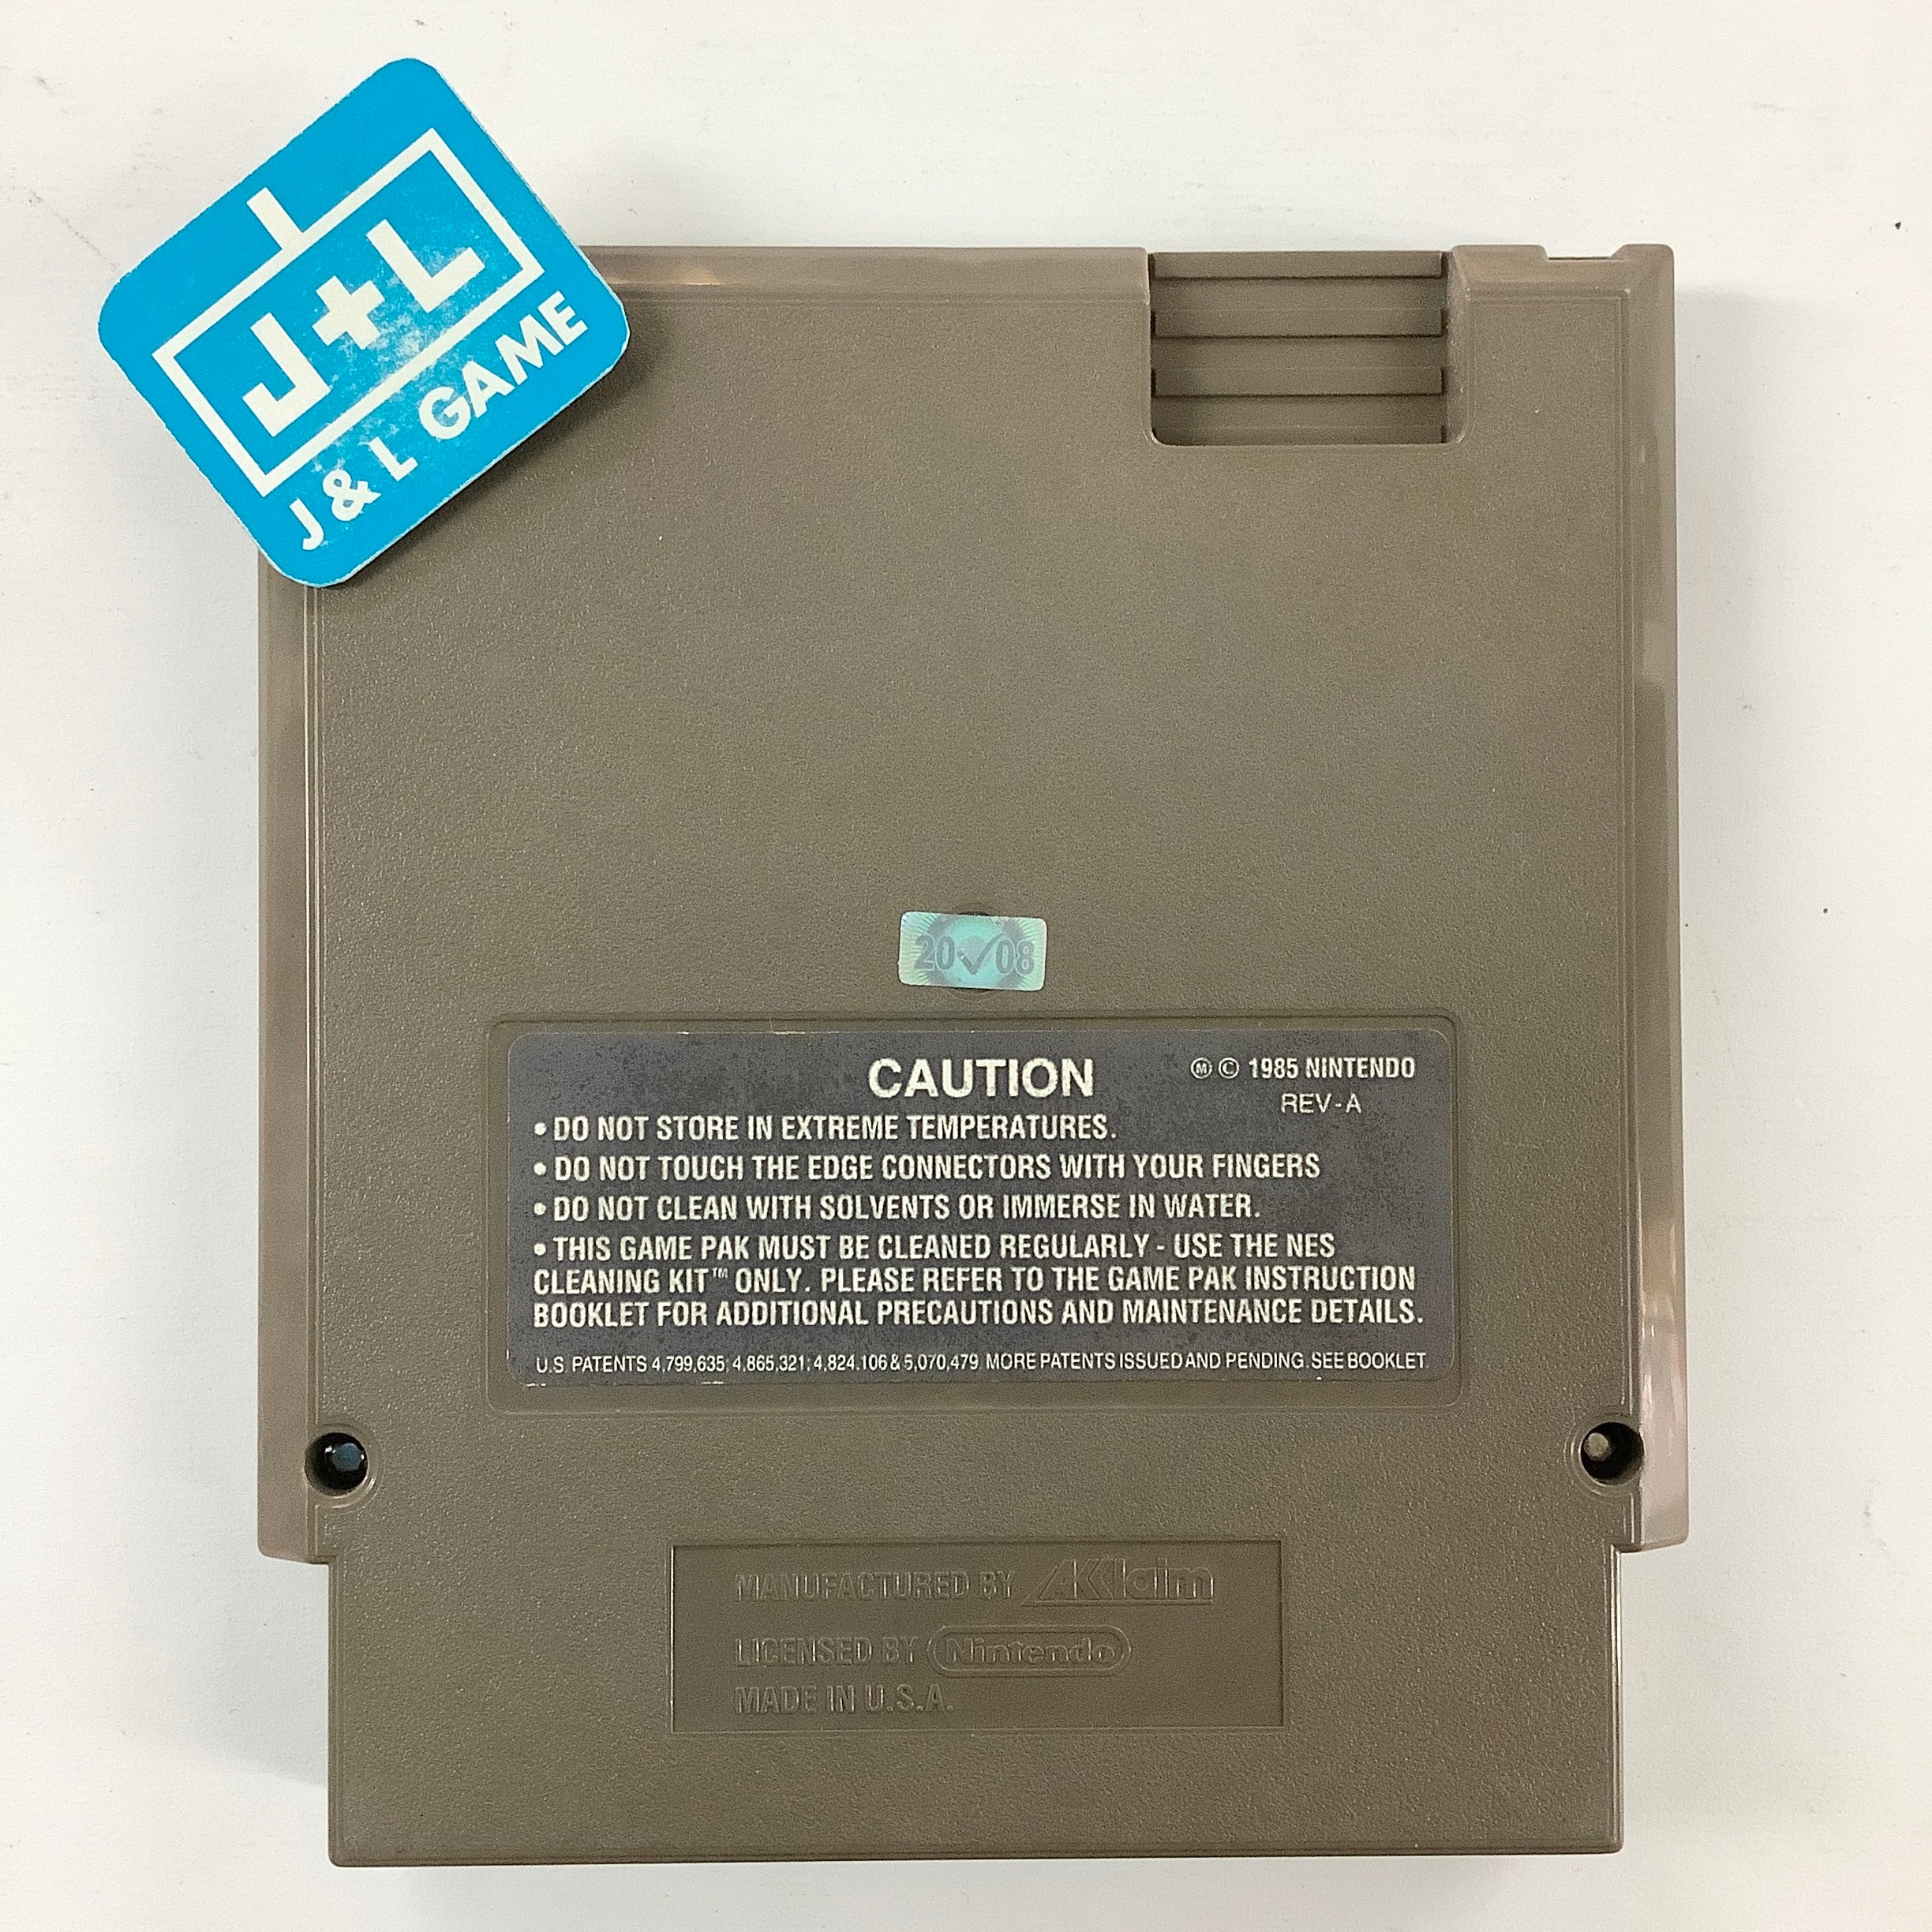 J+L
J & L GAME
20✓08
CAUTION
Ⓜ © 1985 NINTENDO
REV-A
• DO NOT STORE IN EXTREME TEMPERATURES.
• DO NOT TOUCH THE EDGE CONNECTORS WITH YOUR FINGERS
• DO NOT CLEAN WITH SOLVENTS OR IMMERSE IN WATER.
• THIS GAME PAK MUST BE CLEANED REGULARLY - USE THE NES
CLEANING KIT™ ONLY. PLEASE REFER TO THE GAME PAK INSTRUCTION
BOOKLET FOR ADDITIONAL PRECAUTIONS AND MAINTENANCE DETAILS.
U.S. PATENTS 4,799,635; 4,865,321; 4,824,106 & 5,070,479 MORE PATENTS ISSUED AND PENDING. SEE BOOKLET
MANUFACTURED BY AKKlaim
LICENSED BY Nintendo
MADE IN U.S.A.